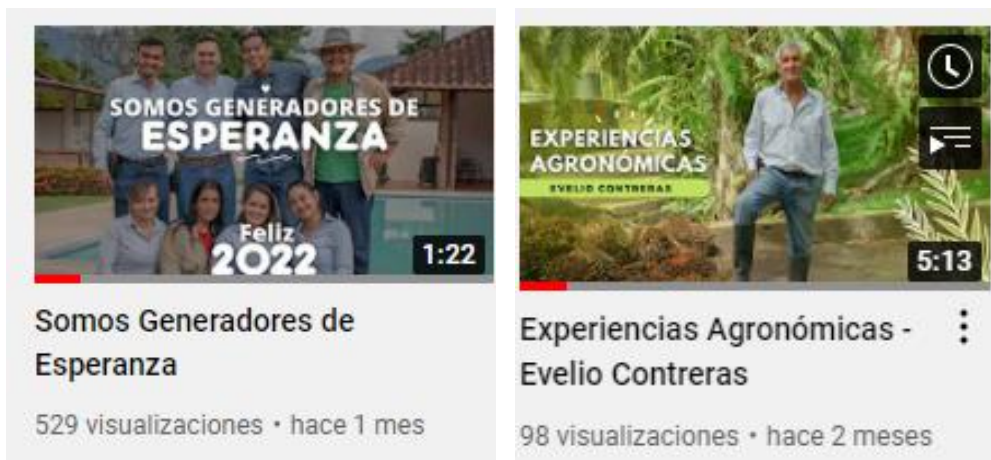 SOMOS GENERADORES DE
ESPERANZA
Feliz
2022
1:22
Somos Generadores de
Esperanza
529 visualizaciones • hace 1 mes
EXPERIENCIAS
AGRONÓMICAS
EVELIO CONTRERAS
5:13
Experiencias Agronómicas -
Evelio Contreras
98 visualizaciones • hace 2 meses